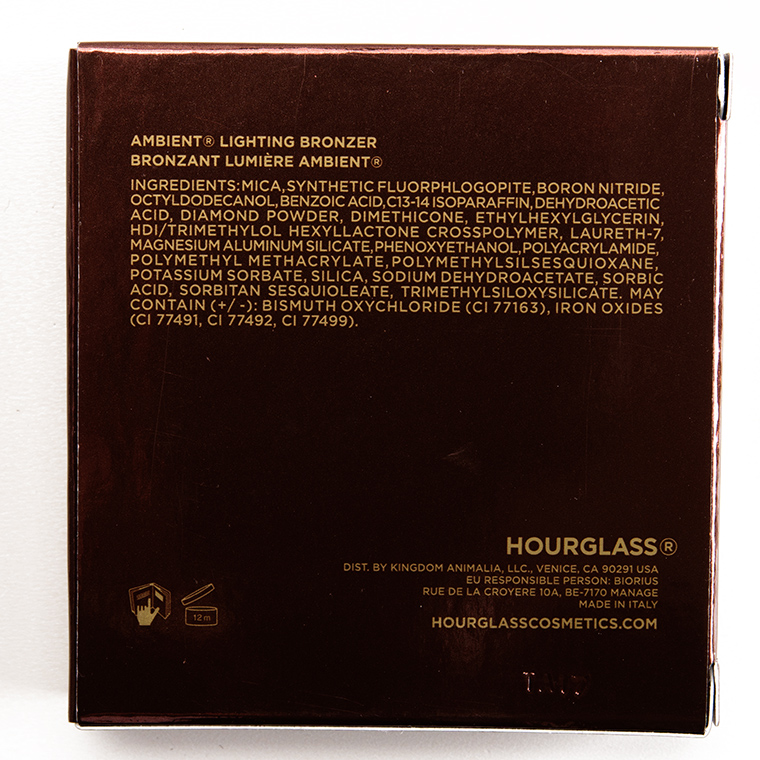 AMBIENT® LIGHTING BRONZER
BRONZANT LUMIÈRE AMBIENT®
INGREDIENTS: MICA, SYNTHETIC FLUORPHLOGOPITE, BORON NITRIDE,
OCTYLDODECANOL, BENZOIC ACID, C13-14 ISOPARAFFIN, DEHYDROACETIC
ACID, DIAMOND POWDER, DIMETHICONE, ETHYLHEXYLGLYCERIN,
HDI/TRIMETHYLOL HEXYLLACTONE CROSSPOLYMER, LAURETH-7,
MAGNESIUM ALUMINUM SILICATE, PHENOXYETHANOL, POLYACRYLAMIDE,
POLYMETHYL METHACRYLATE, POLYMETHYLSILSESQUIOXANE,
POTASSIUM SORBATE, SILICA, SODIUM DEHYDROACETATE, SORBIC
ACID, SORBITAN SESQUIOLEATE, TRIMETHYLSILOXYSILICATE. MAY
CONTAIN (+/-): BISMUTH OXYCHLORIDE (CI 77163), IRON OXIDES
(CI 77491, CI 77492, CI 77499).
HOURGLASS®
DIST. BY KINGDOM ANIMALIA, LLC., VENICE, CA 90291 USA
EU RESPONSIBLE PERSON: BIORIUS
RUE DE LA CROYERE 10A, BE-7170 MANAGE
MADE IN ITALY
12 m
HOURGLASSCOSMETICS.COM